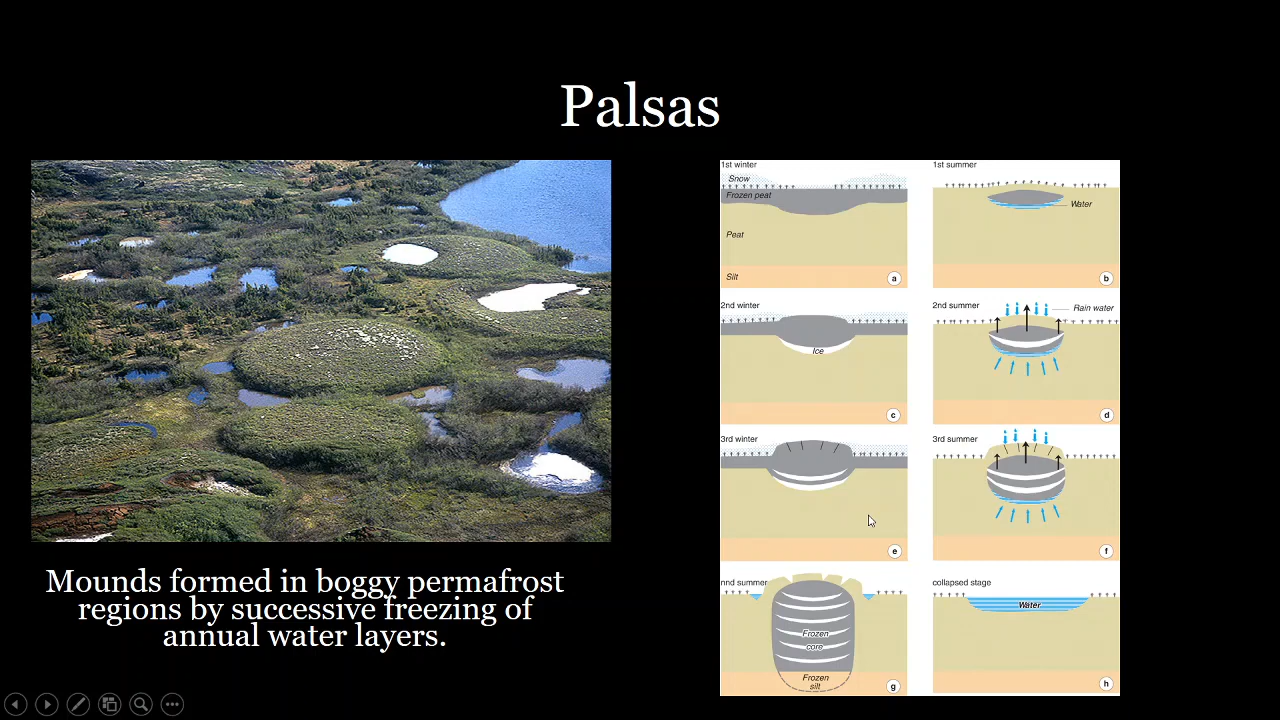 Palsas
Mounds formed in boggy permafrost
regions by successive freezing of
annual water layers.
1st winter
Snow
Frozen peat
Peat
Silt
a
1st summer
Water
b
2nd winter
Ice
c
2nd summer
Rain water
d
3rd winter
e
3rd summer
f
nnd summer
Frozen
core
Frozen
silt
g
collapsed stage
Water
h